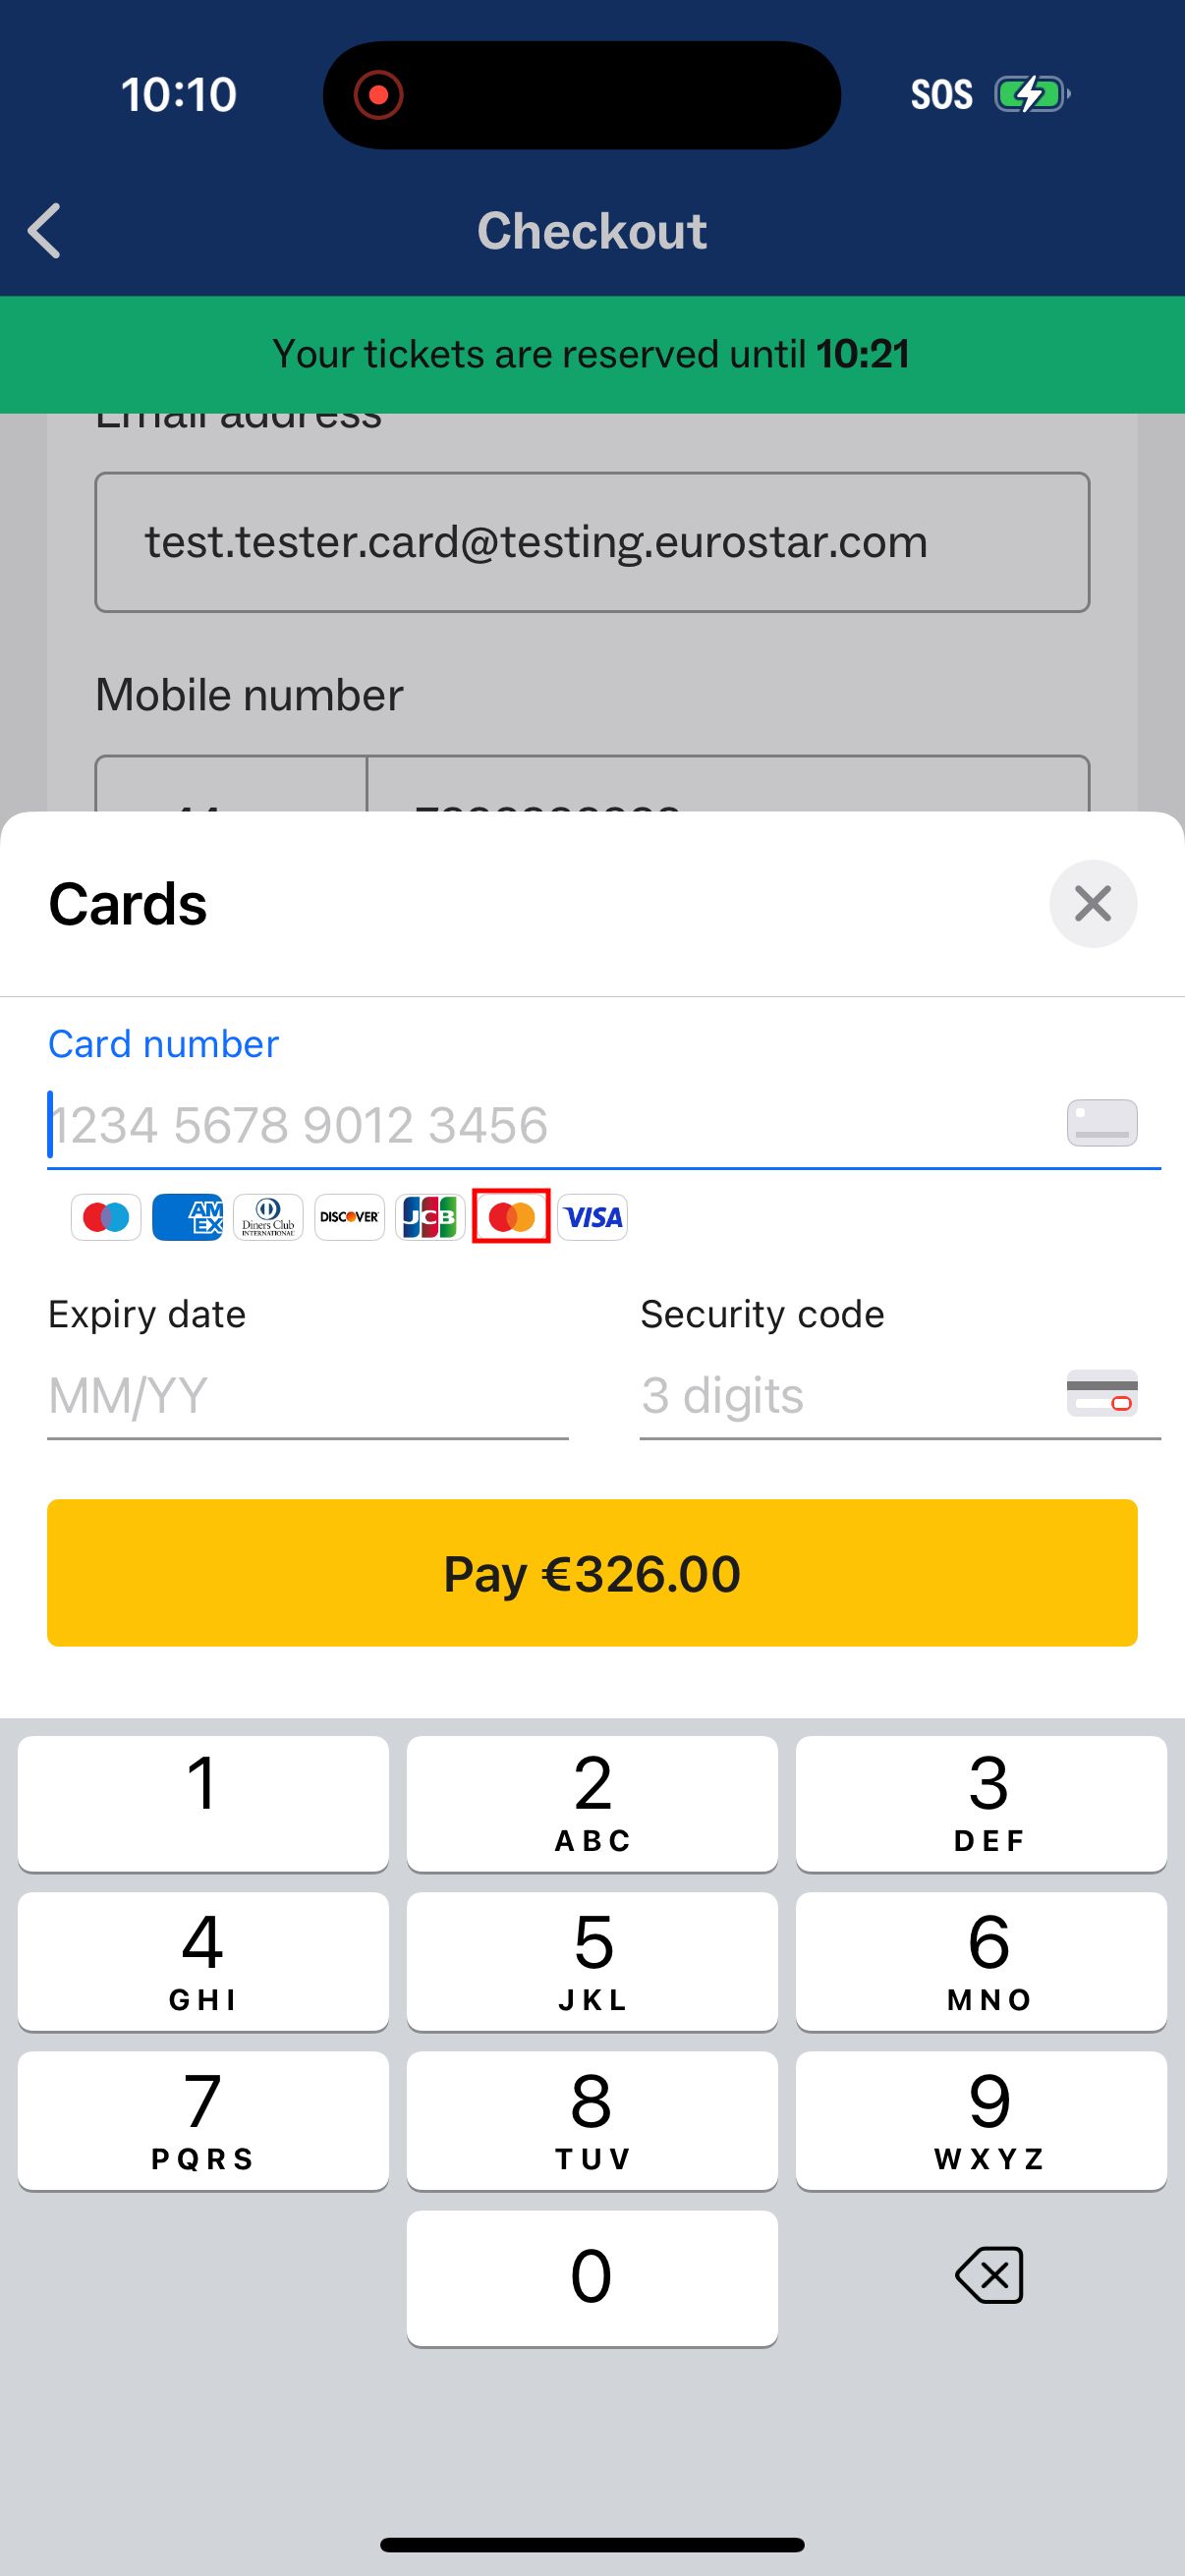 10:10
SOS
Checkout
Your tickets are reserved until 10:21
Email address
test.tester.card@testing.eurostar.com
Mobile number
Cards
Card number
1234 5678 9012 3456
AM EX
Diners Club INTERNATIONAL
DISCOVER
JCB
VISA
Expiry date
Security code
MM/YY
3 digits
Pay €326.00
1
2
3
ABC
DEF
4
5
6
GHI
JKL
MNO
7
8
9
PQRS
TUV
WXYZ
0